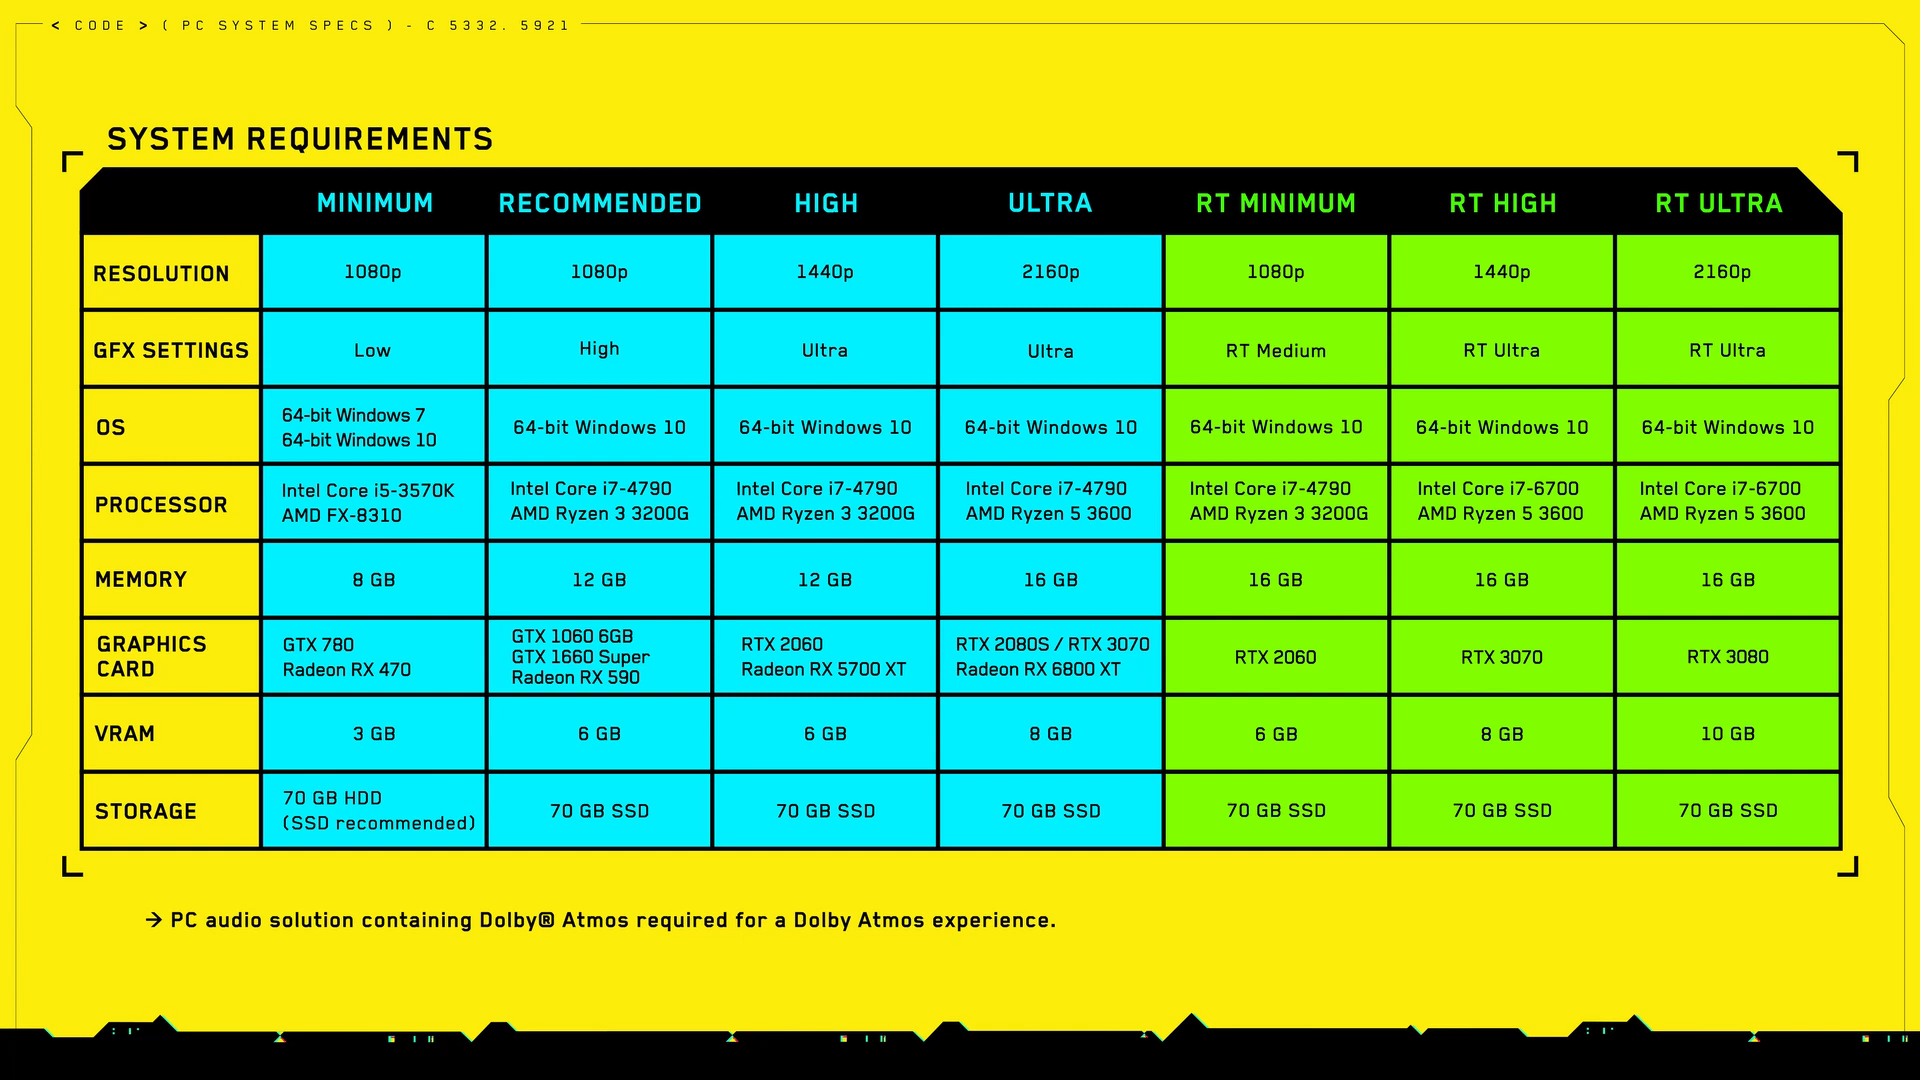 < CODE > ( PC SYSTEM SPECS ) - C 5332. 5921
SYSTEM REQUIREMENTS
MINIMUM RECOMMENDED HIGH ULTRA RT MINIMUM RT HIGH RT ULTRA
RESOLUTION 1080p 1080p 1440p 2160p 1080p 1440p 2160p
GFX SETTINGS Low High Ultra Ultra RT Medium RT Ultra RT Ultra
OS 64-bit Windows 7
64-bit Windows 10 64-bit Windows 10 64-bit Windows 10 64-bit Windows 10 64-bit Windows 10 64-bit Windows 10 64-bit Windows 10
PROCESSOR Intel Core i5-3570K
AMD FX-8310
Intel Core i7-4790
AMD Ryzen 3 3200G
Intel Core i7-4790
AMD Ryzen 3 3200G
Intel Core i7-4790
AMD Ryzen 5 3600
Intel Core i7-4790
AMD Ryzen 3 3200G
Intel Core i7-6700
AMD Ryzen 5 3600
Intel Core i7-6700
AMD Ryzen 5 3600
MEMORY 8 GB 12 GB 12 GB 16 GB 16 GB 16 GB 16 GB
GRAPHICS
CARD
GTX 780
Radeon RX 470
GTX 1060 6GB
GTX 1660 Super
Radeon RX 590
RTX 2060
Radeon RX 5700 XT
RTX 2080S / RTX 3070
Radeon RX 6800 XT
RTX 2060
RTX 3070
RTX 3080
VRAM 3 GB 6 GB 6 GB 8 GB 6 GB 8 GB 10 GB
STORAGE 70 GB HDD
(SSD recommended)
70 GB SSD 70 GB SSD 70 GB SSD 70 GB SSD 70 GB SSD 70 GB SSD
→ PC audio solution containing Dolby® Atmos required for a Dolby Atmos experience.